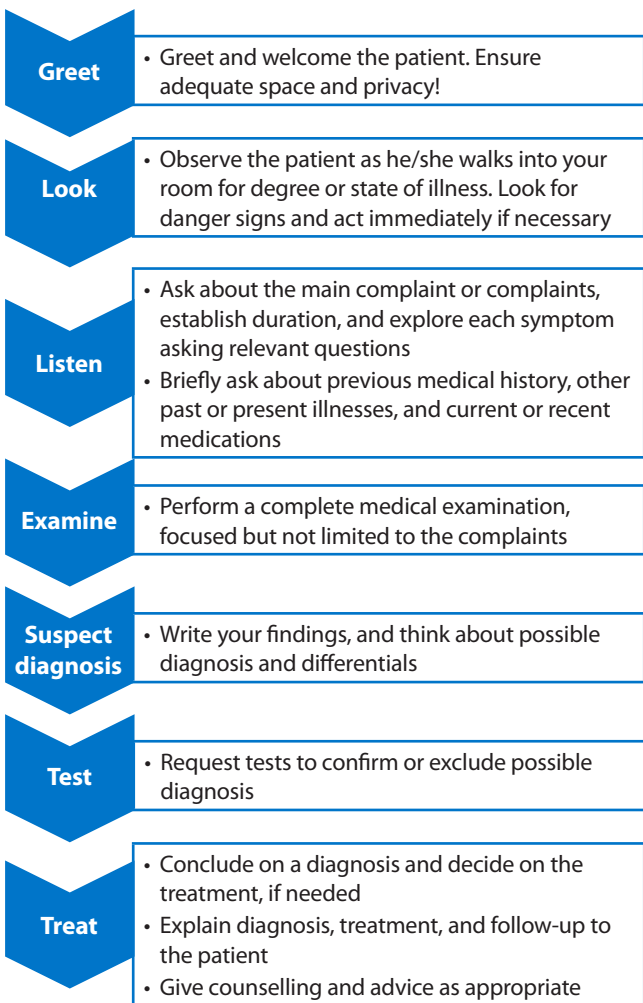 Greet
• Greet and welcome the patient. Ensure
adequate space and privacy!
Look
• Observe the patient as he/she walks into your
room for degree or state of illness. Look for
danger signs and act immediately if necessary
Listen
• Ask about the main complaint or complaints,
establish duration, and explore each symptom
asking relevant questions
• Briefly ask about previous medical history, other
past or present illnesses, and current or recent
medications
Examine
• Perform a complete medical examination,
focused but not limited to the complaints
Suspect
diagnosis
• Write your findings, and think about possible
diagnosis and differentials
Test
• Request tests to confirm or exclude possible
diagnosis
Treat
• Conclude on a diagnosis and decide on the
treatment, if needed
• Explain diagnosis, treatment, and follow-up to
the patient
• Give counselling and advice as appropriate